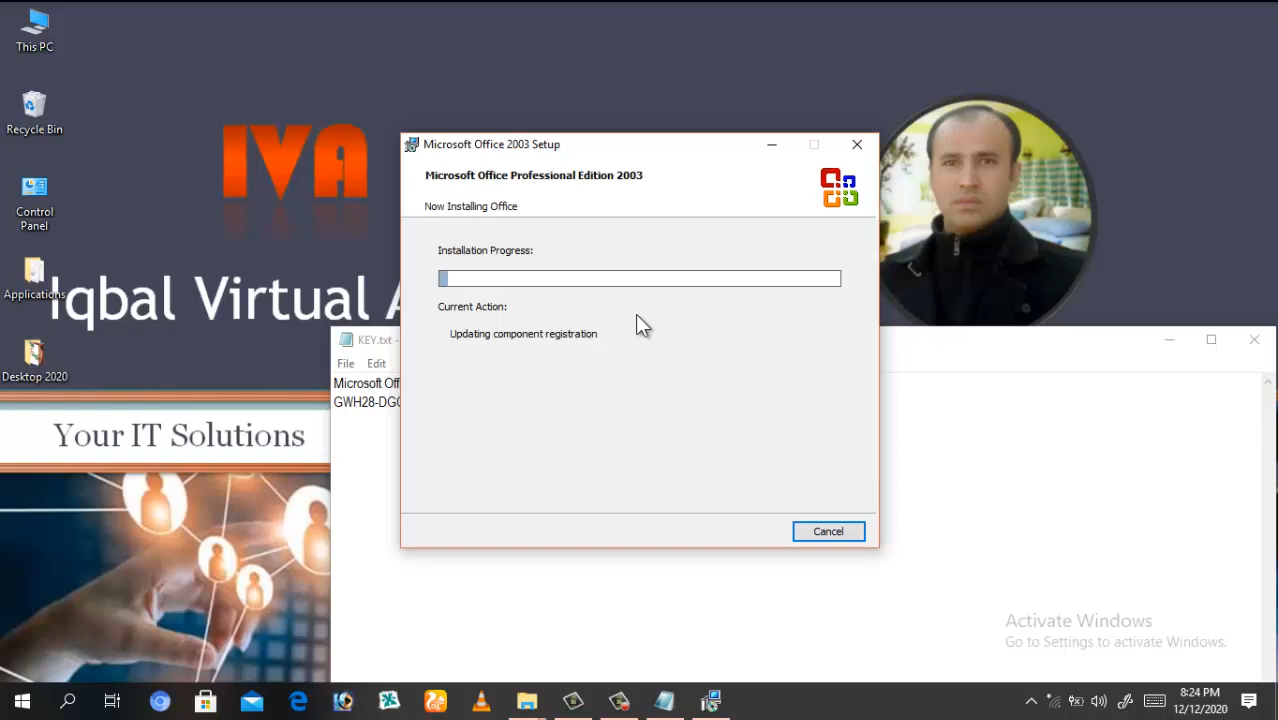 This PC
Recycle Bin
Control
Panel
Applications
Desktop 2020
IVA
Iqbal Virtual A
Your IT Solutions
Microsoft Office 2003 Setup
Microsoft Office Professional Edition 2003
Now Installing Office
Installation Progress:
Current Action:
Updating component registration
Cancel
KEY.txt -
File Edit
Microsoft Off
GWH28-DG
Activate Windows
Go to Settings to activate Windows.
8:24 PM
12/12/2020